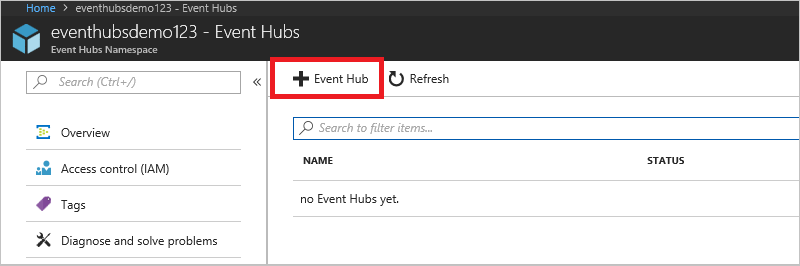 Home > eventhubsdemo123 - Event Hubs
eventhubsdemo123 - Event Hubs
Event Hubs Namespace
Search (Ctrl+/)
«
Overview
Access control (IAM)
Tags
Diagnose and solve problems
+ Event Hub Refresh
Search to filter items...
NAME STATUS
no Event Hubs yet.